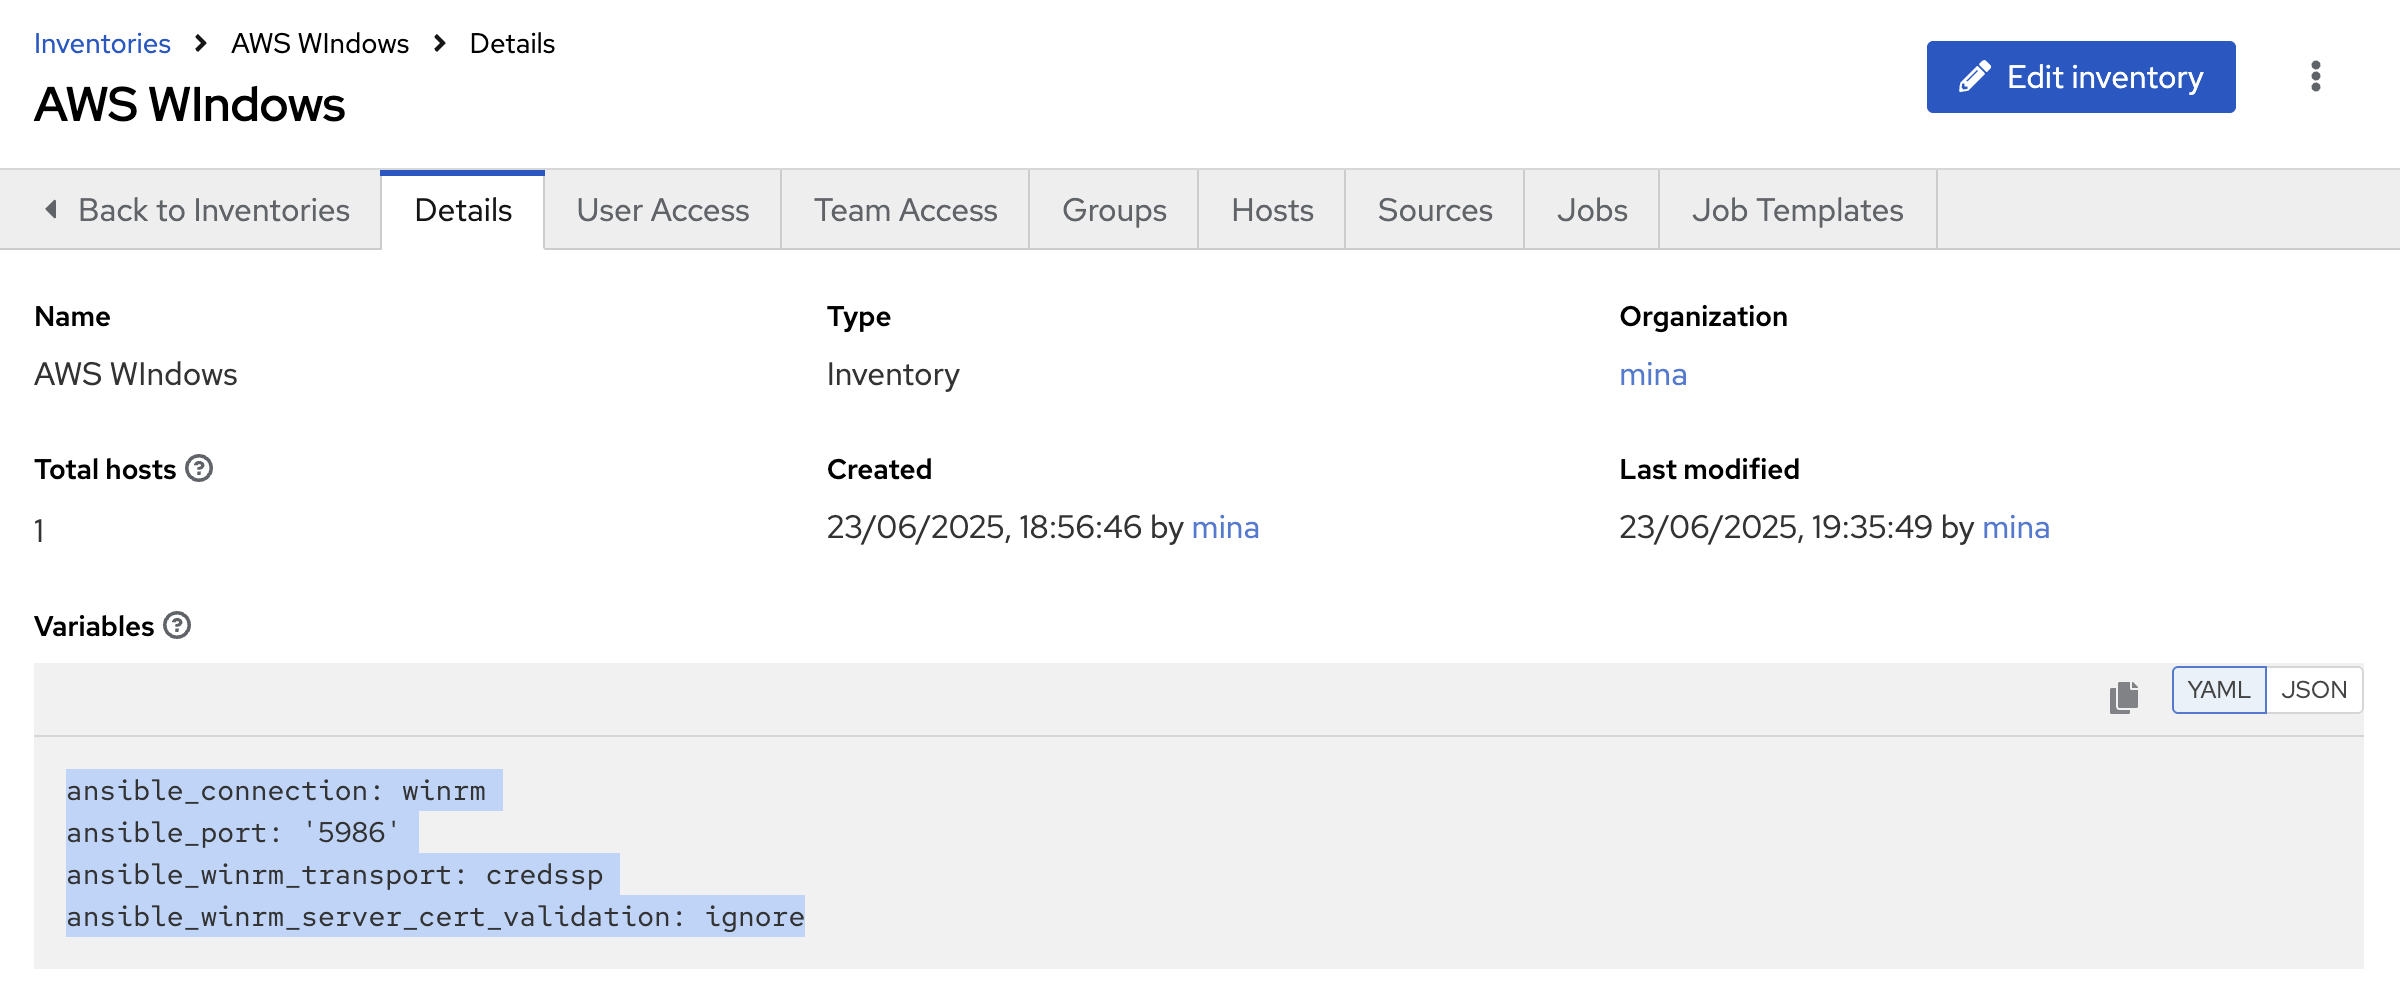 Inventories > AWS WIndows > Details
AWS WIndows
Edit inventory
Back to Inventories Details User Access Team Access Groups Hosts Sources Jobs Job Templates
Name Type Organization
AWS WIndows Inventory mina
Total hosts Created Last modified
1 23/06/2025, 18:56:46 by mina 23/06/2025, 19:35:49 by mina
Variables
YAML JSON
ansible_connection: winrm
ansible_port: '5986'
ansible_winrm_transport: credssp
ansible_winrm_server_cert_validation: ignore